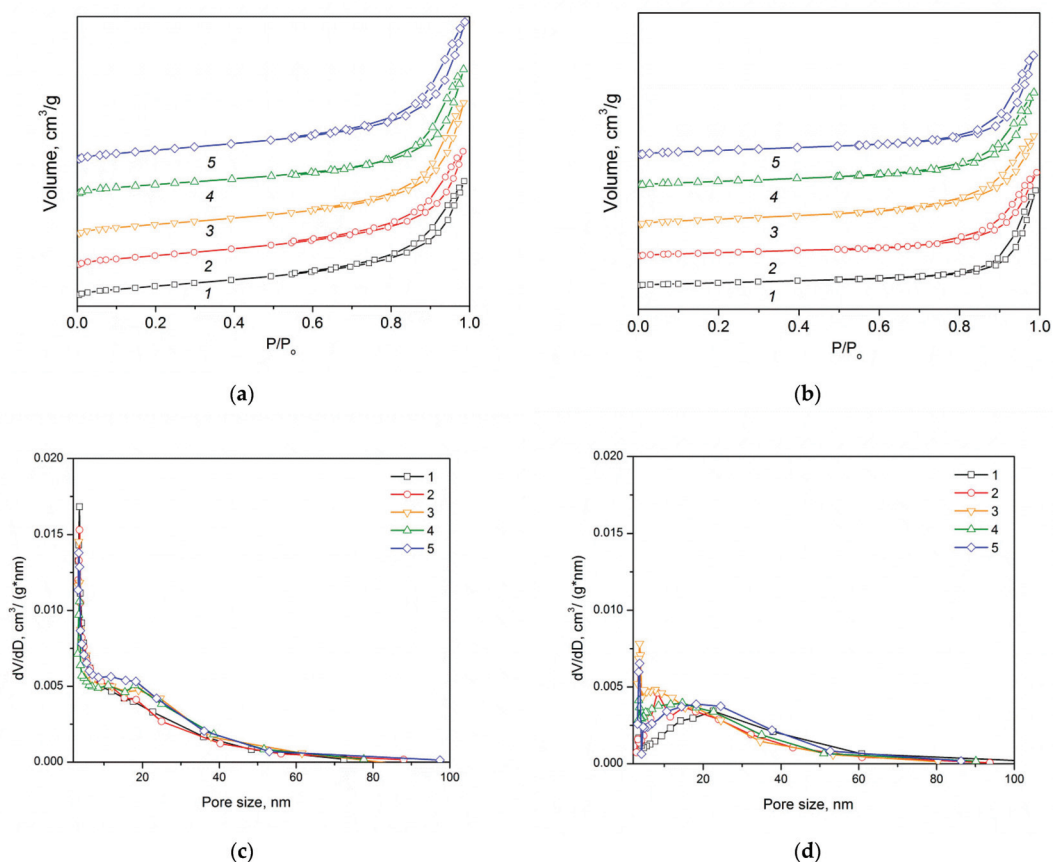 Volume, cm³/g
5
4
3
2
1
0.0 0.2 0.4 0.6 0.8 1.0
P/Pₒ
(a)
Volume, cm³/g
5
4
3
2
1
0.0 0.2 0.4 0.6 0.8 1.0
P/Pₒ
(b)
dV/dD, cm³/ (g*nm)
0.020
0.015
0.010
0.005
0.000
1
2
3
4
5
20 40 60 80 100
Pore size, nm
(c)
dV/dD, cm³/ (g*nm)
0.020
0.015
0.010
0.005
0.000
1
2
3
4
5
20 40 60 80 100
Pore size, nm
(d)